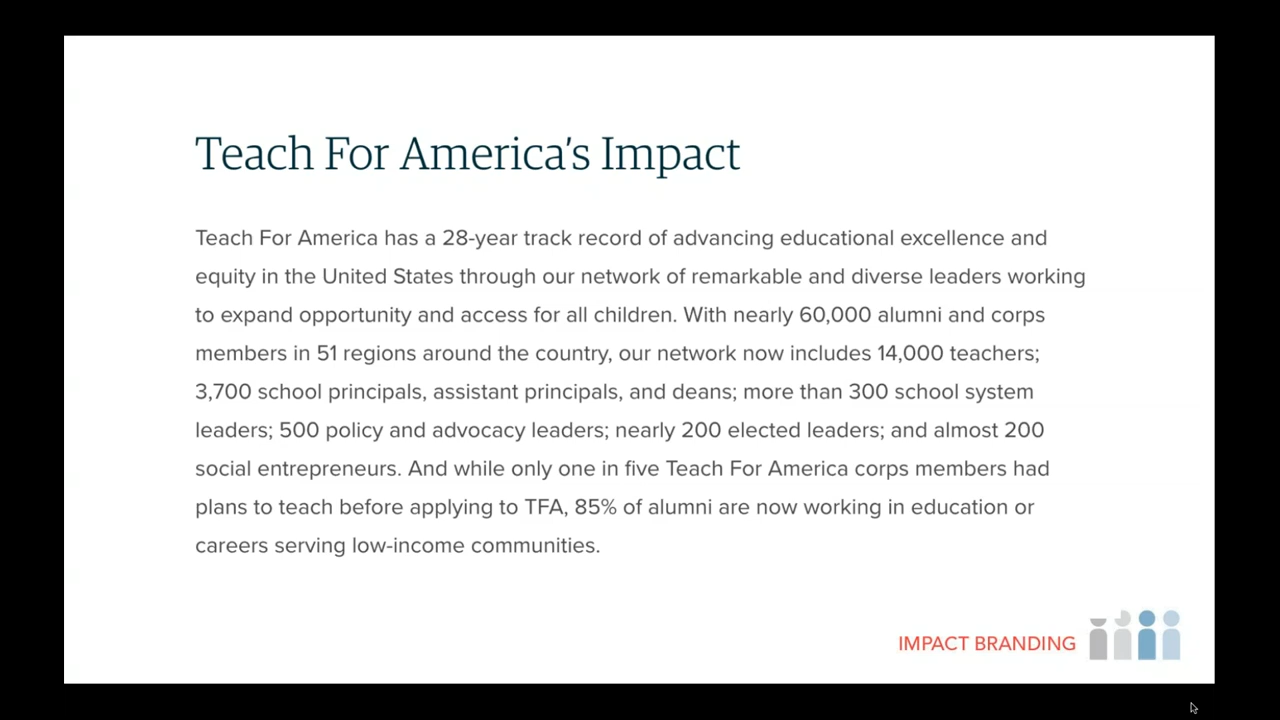 Teach For America’s Impact
Teach For America has a 28-year track record of advancing educational excellence and
equity in the United States through our network of remarkable and diverse leaders working
to expand opportunity and access for all children. With nearly 60,000 alumni and corps
members in 51 regions around the country, our network now includes 14,000 teachers;
3,700 school principals, assistant principals, and deans; more than 300 school system
leaders; 500 policy and advocacy leaders; nearly 200 elected leaders; and almost 200
social entrepreneurs. And while only one in five Teach For America corps members had
plans to teach before applying to TFA, 85% of alumni are now working in education or
careers serving low-income communities.
IMPACT BRANDING